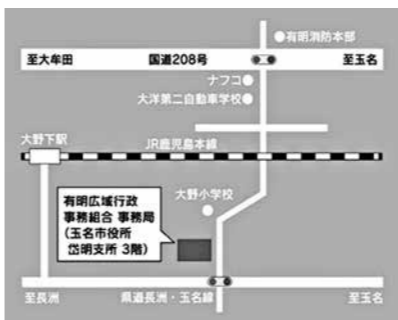 有明消防本部
至大牟田 国道208号 至玉名
ナフコ
大洋第二自動車学校
大野下駅
JR鹿児島本線
有明広域行政
事務組合 事務局
(玉名市役所
岱明支所 3階)
大野小学校
至長洲 県道長洲・玉名線 至玉名